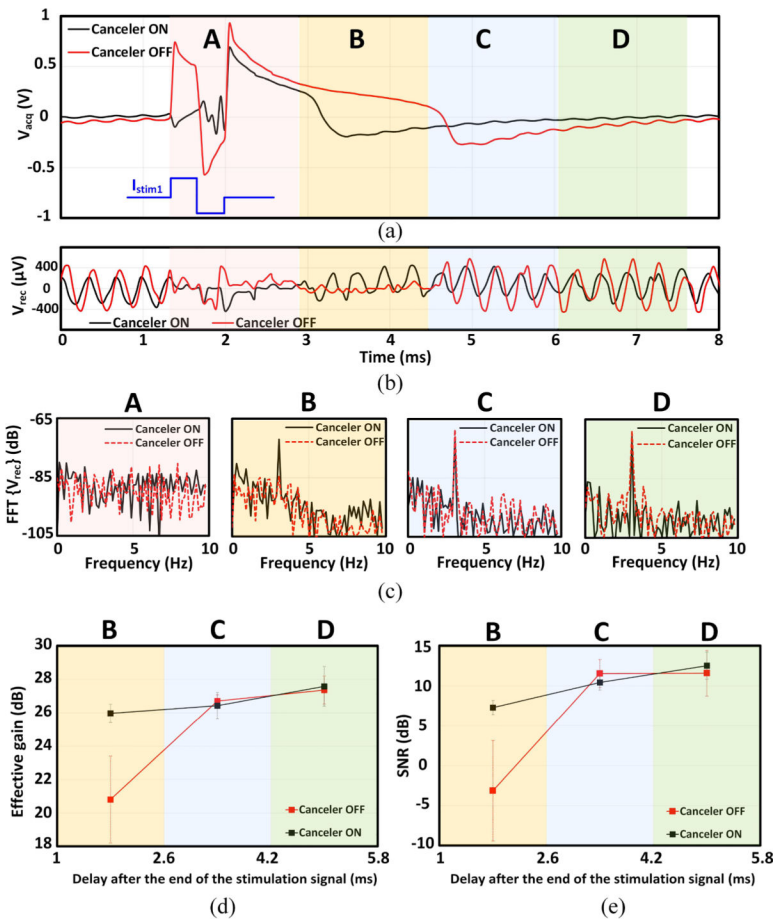 A B C D
Canceler ON
Canceler OFF
1
0.5
0
-0.5
-1
V_acq (V)
I_stim1
(a)
400
0
-400
V_rec (µV)
Canceler ON Canceler OFF
0 1 2 3 4 5 6 7 8
Time (ms)
(b)
A B C D
-65
-85
-105
FFT {V_rec} (dB)
Canceler ON
Canceler OFF
Canceler ON
Canceler OFF
Canceler ON
Canceler OFF
Canceler ON
Canceler OFF
0 5 10
0 5 10
0 5 10
0 5 10
Frequency (Hz) Frequency (Hz) Frequency (Hz) Frequency (Hz)
(c)
B C D
30
28
26
24
22
21
18
Effective gain (dB)
Canceler OFF
Canceler ON
1 2.6 4.2 5.8
Delay after the end of the stimulation signal (ms)
(d)
B C D
15
10
5
0
-5
-10
SNR (dB)
Canceler OFF
Canceler ON
1 2.6 4.2 5.8
Delay after the end of the stimulation signal (ms)
(e)